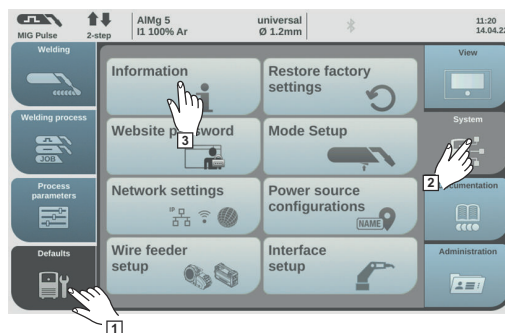 MIG Pulse
2-step
AlMg 5
I1 100% Ar
universal
Ø 1.2mm
11:20
14.04.22
Welding
Welding process
JOB
Process
parameters
Defaults
Information
Restore factory
settings
Website password
Mode Setup
Network settings
IP
Power source
configurations
NAME
Wire feeder
setup
Interface
setup
View
System
Documentation
Administration
1
2
3